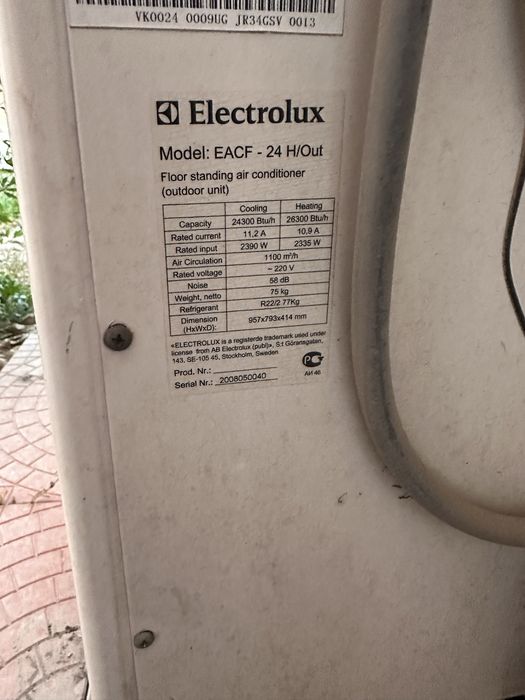 VK0024 0009UG JR34GSV 0013
Electrolux
Model: EACF - 24 H/Out
Floor standing air conditioner
(outdoor unit)
Cooling Heating
Capacity 24300 Btu/h 26300 Btu/h
Rated current 11,2 A 10,9 A
Rated input 2390 W 2335 W
Air Circulation 1100 m³/h
Rated voltage ~ 220 V
Noise 58 dB
Weight, netto 75 kg
Refrigerant R22/2 77Kg
Dimension
(HxWxD): 957x793x414 mm
«ELECTROLUX is a registerde trademark used under
license from AB Electrolux (publ)», S:t Göransgatan,
143, SE-105 45, Stockholm, Sweden
Prod. Nr.:
Serial Nr.: 2008050040
АИ 46